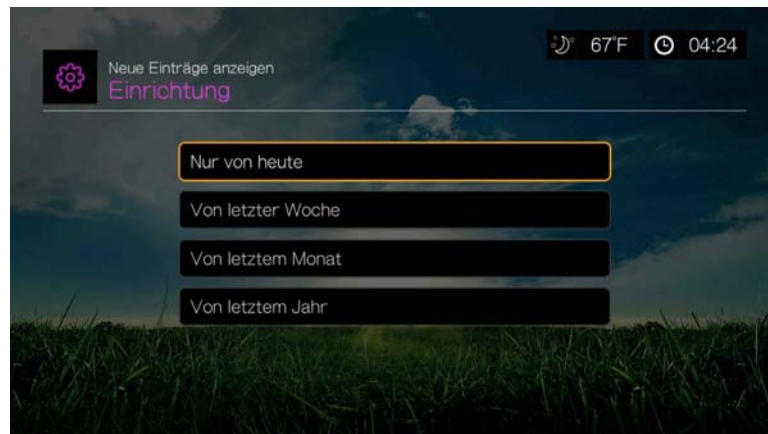 67°F 04:24
Neue Einträge anzeigen
Einrichtung
Nur von heute
Von letzter Woche
Von letztem Monat
Von letztem Jahr